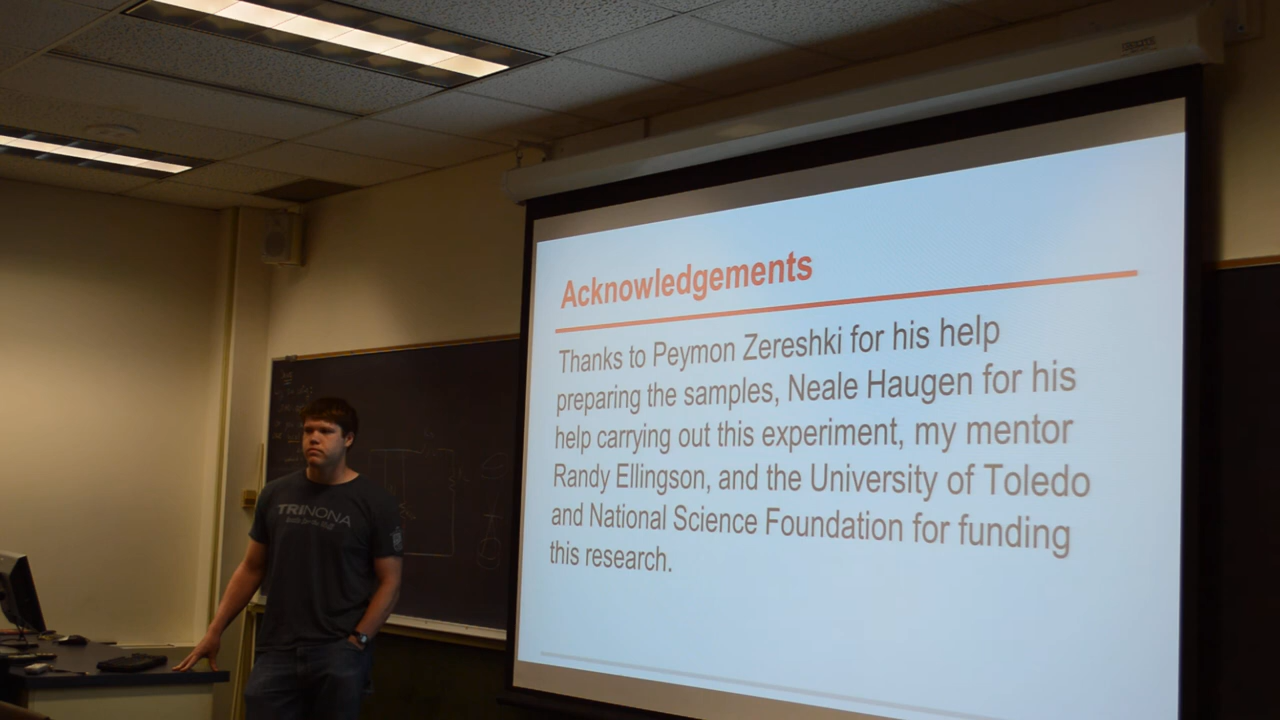 Acknowledgements
Thanks to Peymon Zereshki for his help
preparing the samples, Neale Haugen for his
help carrying out this experiment, my mentor
Randy Ellingson, and the University of Toledo
and National Science Foundation for funding
this research.
TRINONA